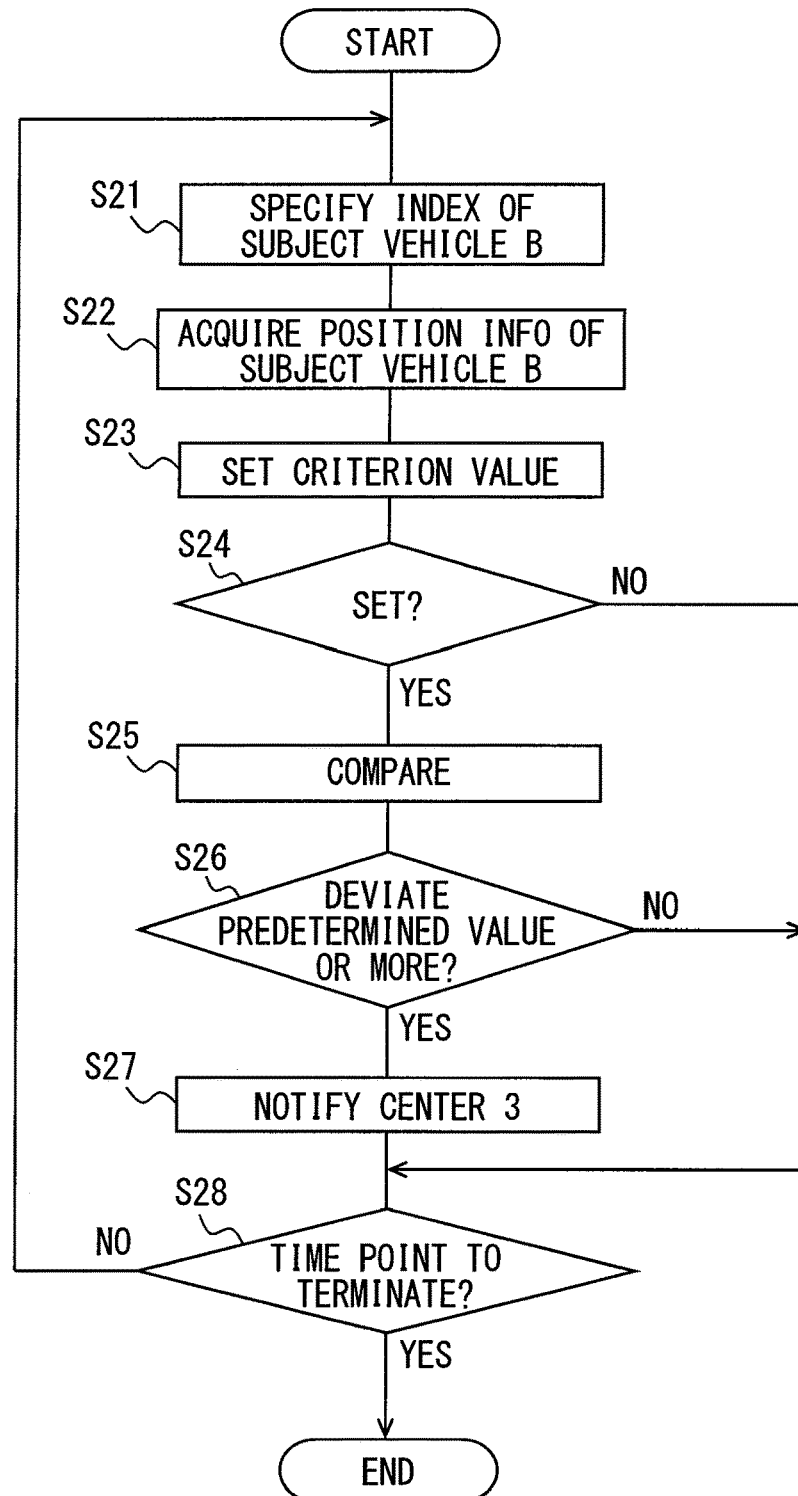 START
S21
SPECIFY INDEX OF
SUBJECT VEHICLE B
S22
ACQUIRE POSITION INFO OF
SUBJECT VEHICLE B
S23
SET CRITERION VALUE
S24
SET?
NO
YES
S25
COMPARE
S26
DEVIATE
PREDETERMINED VALUE
OR MORE?
NO
YES
S27
NOTIFY CENTER 3
S28
NO
TIME POINT TO
TERMINATE?
YES
END